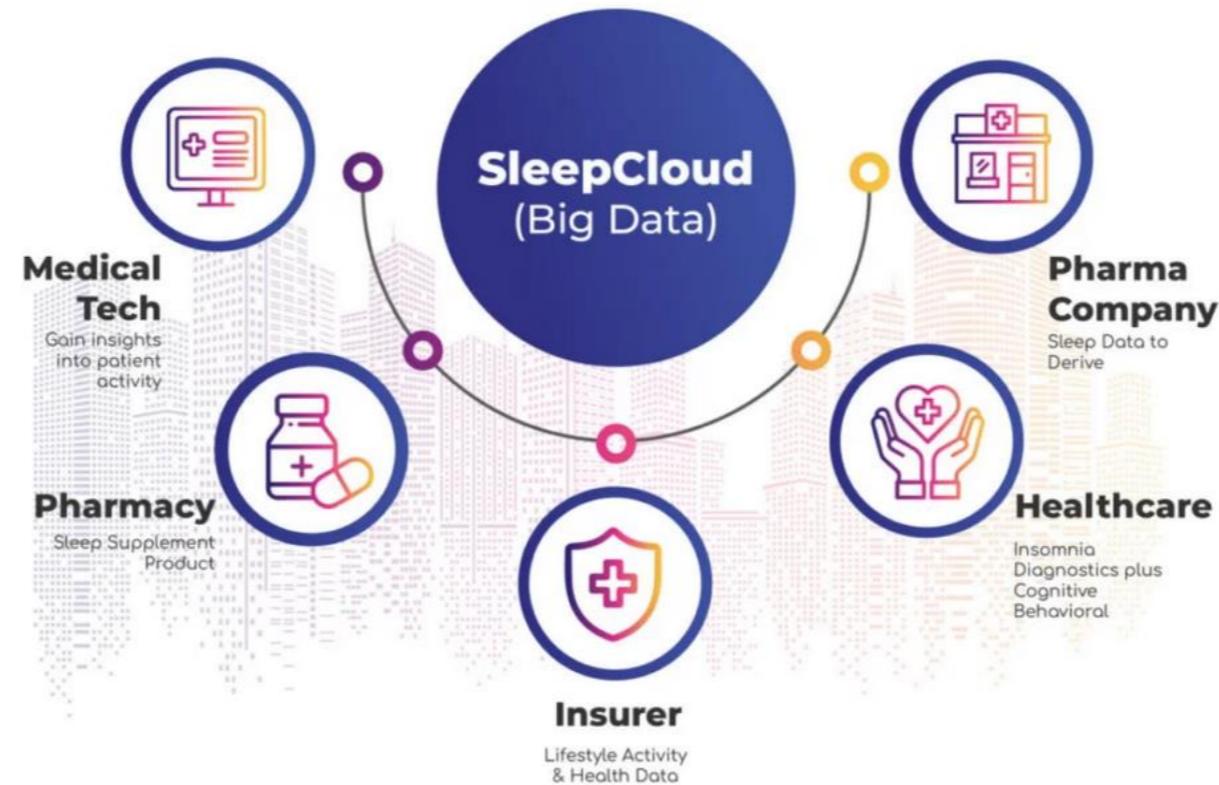 SleepCloud
(Big Data)
Medical
Tech
Gain insights
into patient
activity
Pharmacy
Sleep Supplement
Product
Insurer
Lifestyle Activity
& Health Data
Healthcare
Insomnia
Diagnostics plus
Cognitive
Behavioral
Pharma
Company
Sleep Data to
Derive